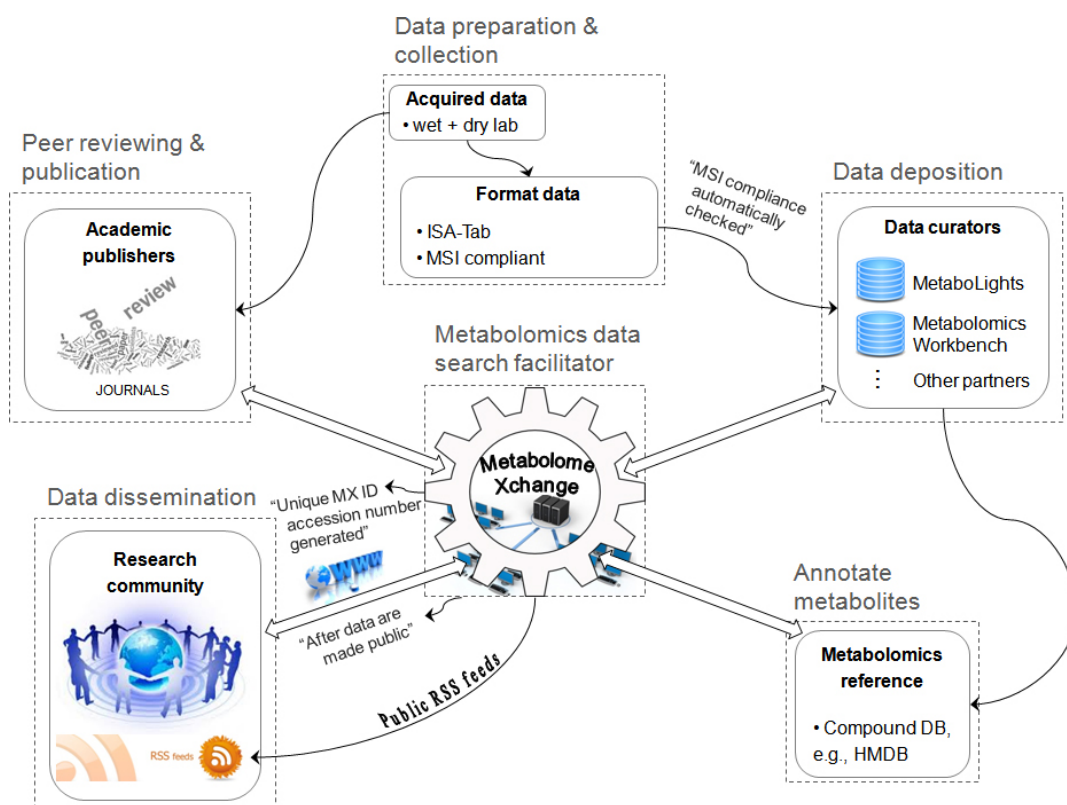 Data preparation &
collection
Acquired data
• wet + dry lab
Format data
• ISA-Tab
• MSI compliant
Peer reviewing &
publication
Academic
publishers
peer
review
JOURNALS
"MSI compliance
automatically
checked"
Data deposition
Data curators
MetaboLights
Metabolomics
Workbench
⋮ Other partners
Metabolomics data
search facilitator
Metabolome
Xchange
Data dissemination
Research
community
RSS feeds
"Unique MX ID
accession number
generated"
WWW
"After data are
made public"
Public RSS feeds
Annotate
metabolites
Metabolomics
reference
• Compound DB,
e.g., HMDB